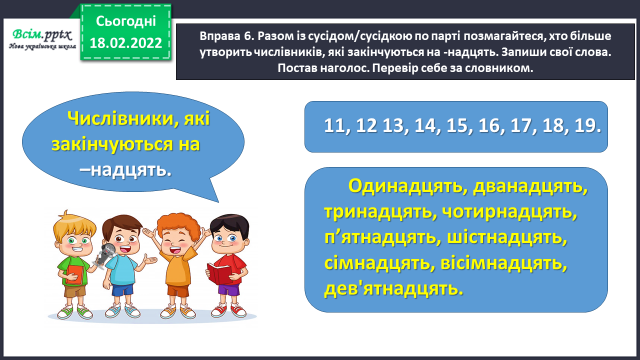 Всім.pptx
Нова українська школа
Сьогодні
18.02.2022
Вправа 6. Разом із сусідом/сусідкою по парті позмагайтеся, хто більше
утворить числівників, які закінчуються на -надцять. Запиши свої слова.
Постав наголос. Перевір себе за словником.
Числівники, які
закінчуються на
–надцять.
11, 12 13, 14, 15, 16, 17, 18, 19.
Одинадцять, дванадцять,
тринадцять, чотирнадцять,
п’ятнадцять, шістнадцять,
сімнадцять, вісімнадцять,
дев'ятнадцять.